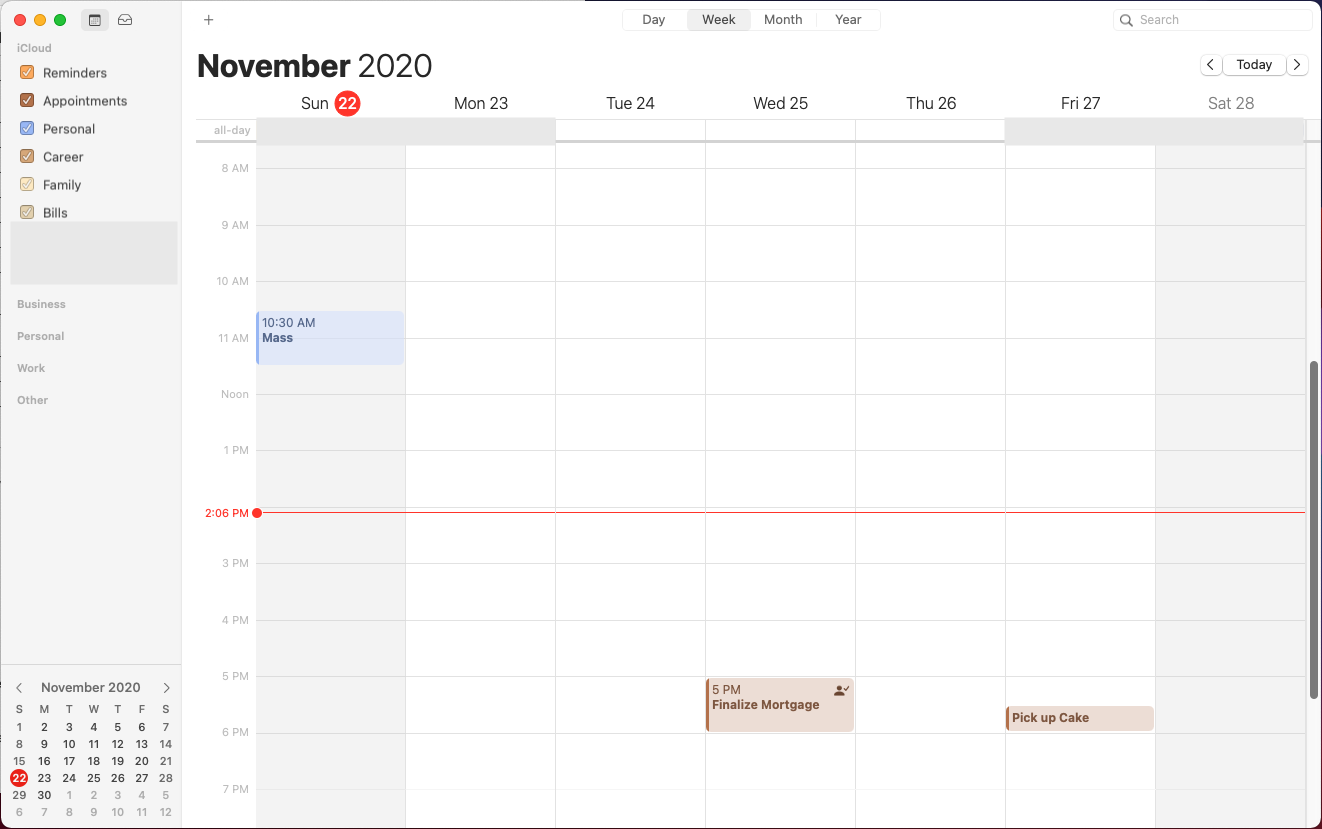 Day Week Month Year
Search
iCloud
Reminders
Appointments
Personal
Career
Family
Bills
Business
Personal
Work
Other
November 2020
Today
Sun 22 Mon 23 Tue 24 Wed 25 Thu 26 Fri 27 Sat 28
all-day
8 AM
9 AM
10 AM
10:30 AM
Mass
11 AM
Noon
1 PM
2:06 PM
3 PM
4 PM
5 PM
5 PM
Finalize Mortgage
Pick up Cake
6 PM
7 PM
November 2020
S M T W T F S
1 2 3 4 5 6 7
8 9 10 11 12 13 14
15 16 17 18 19 20 21
22 23 24 25 26 27 28
29 30 1 2 3 4 5
6 7 8 9 10 11 12